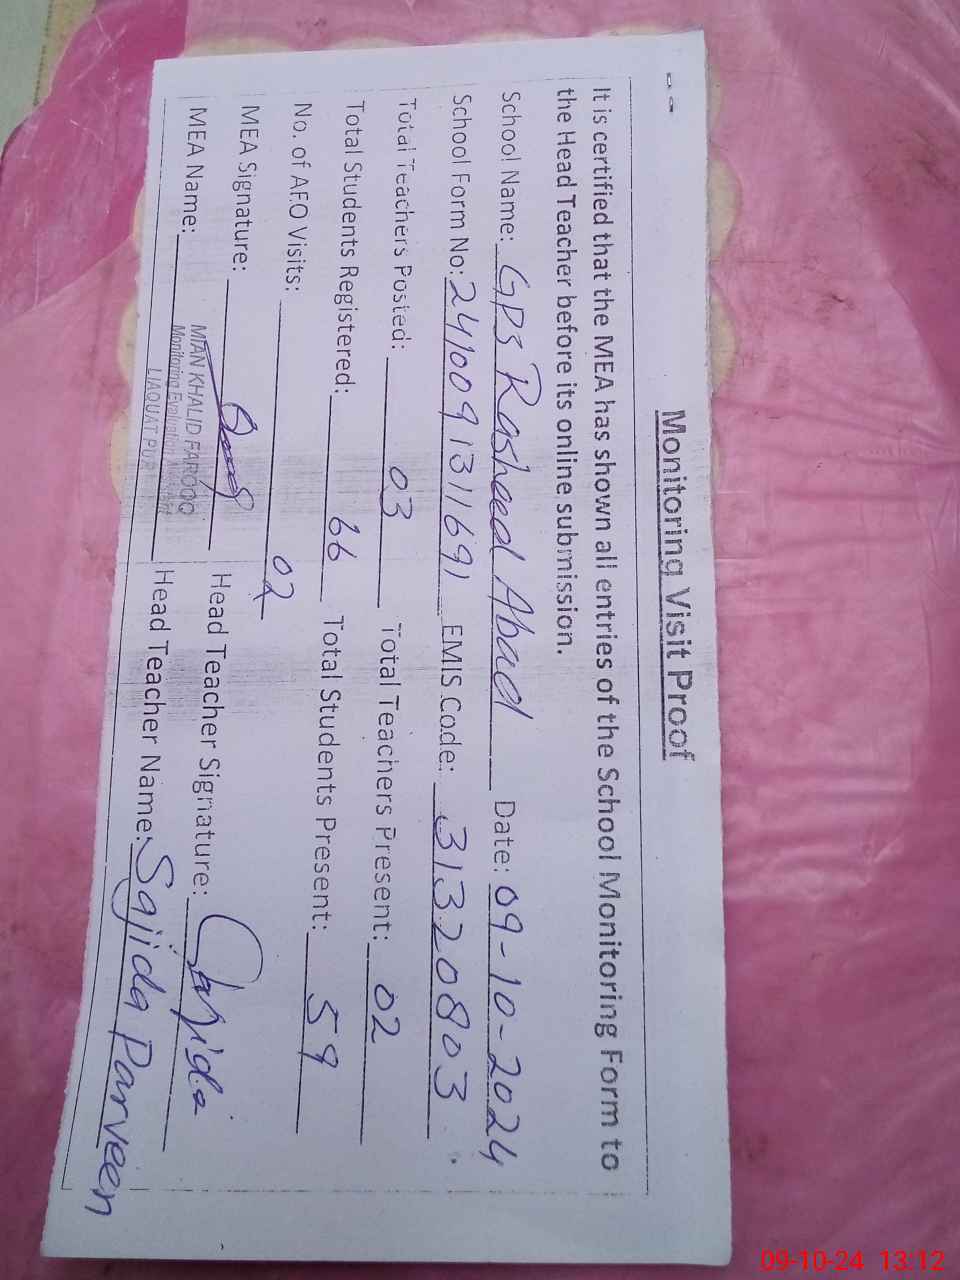 Monitoring Visit Proof
It is certified that the MEA has shown all entries of the School Monitoring Form to
the Head Teacher before its online submission.
School Name: GPS Rasheed Abad Date: 09-10-2024
School Form No: 2410091311691 EMIS Code: 31320803
Total Teachers Posted: 03 Total Teachers Present: 02
Total Students Registered: 66 Total Students Present: 59
No. of AEO Visits: 02
MEA Signature: Head Teacher Signature: Sajida
MEA Name: MIAN KHALID FAROOQ Head Teacher Name: Sajida Parveen
Monitoring Evaluation
LIAQUAT PUR
09-10-24 13:12